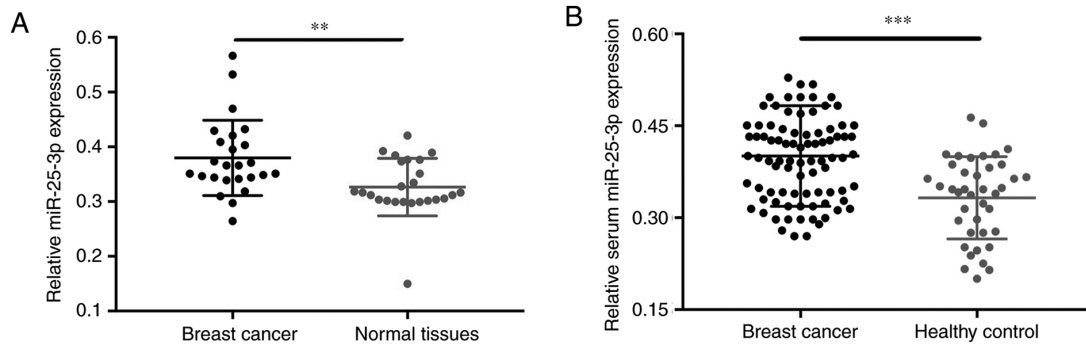 A
Relative miR-25-3p expression
0.6
0.5
0.4
0.3
0.2
0.1
**
Breast cancer
Normal tissues
B
Relative serum miR-25-3p expression
0.60
0.45
0.30
0.15
***
Breast cancer
Healthy control